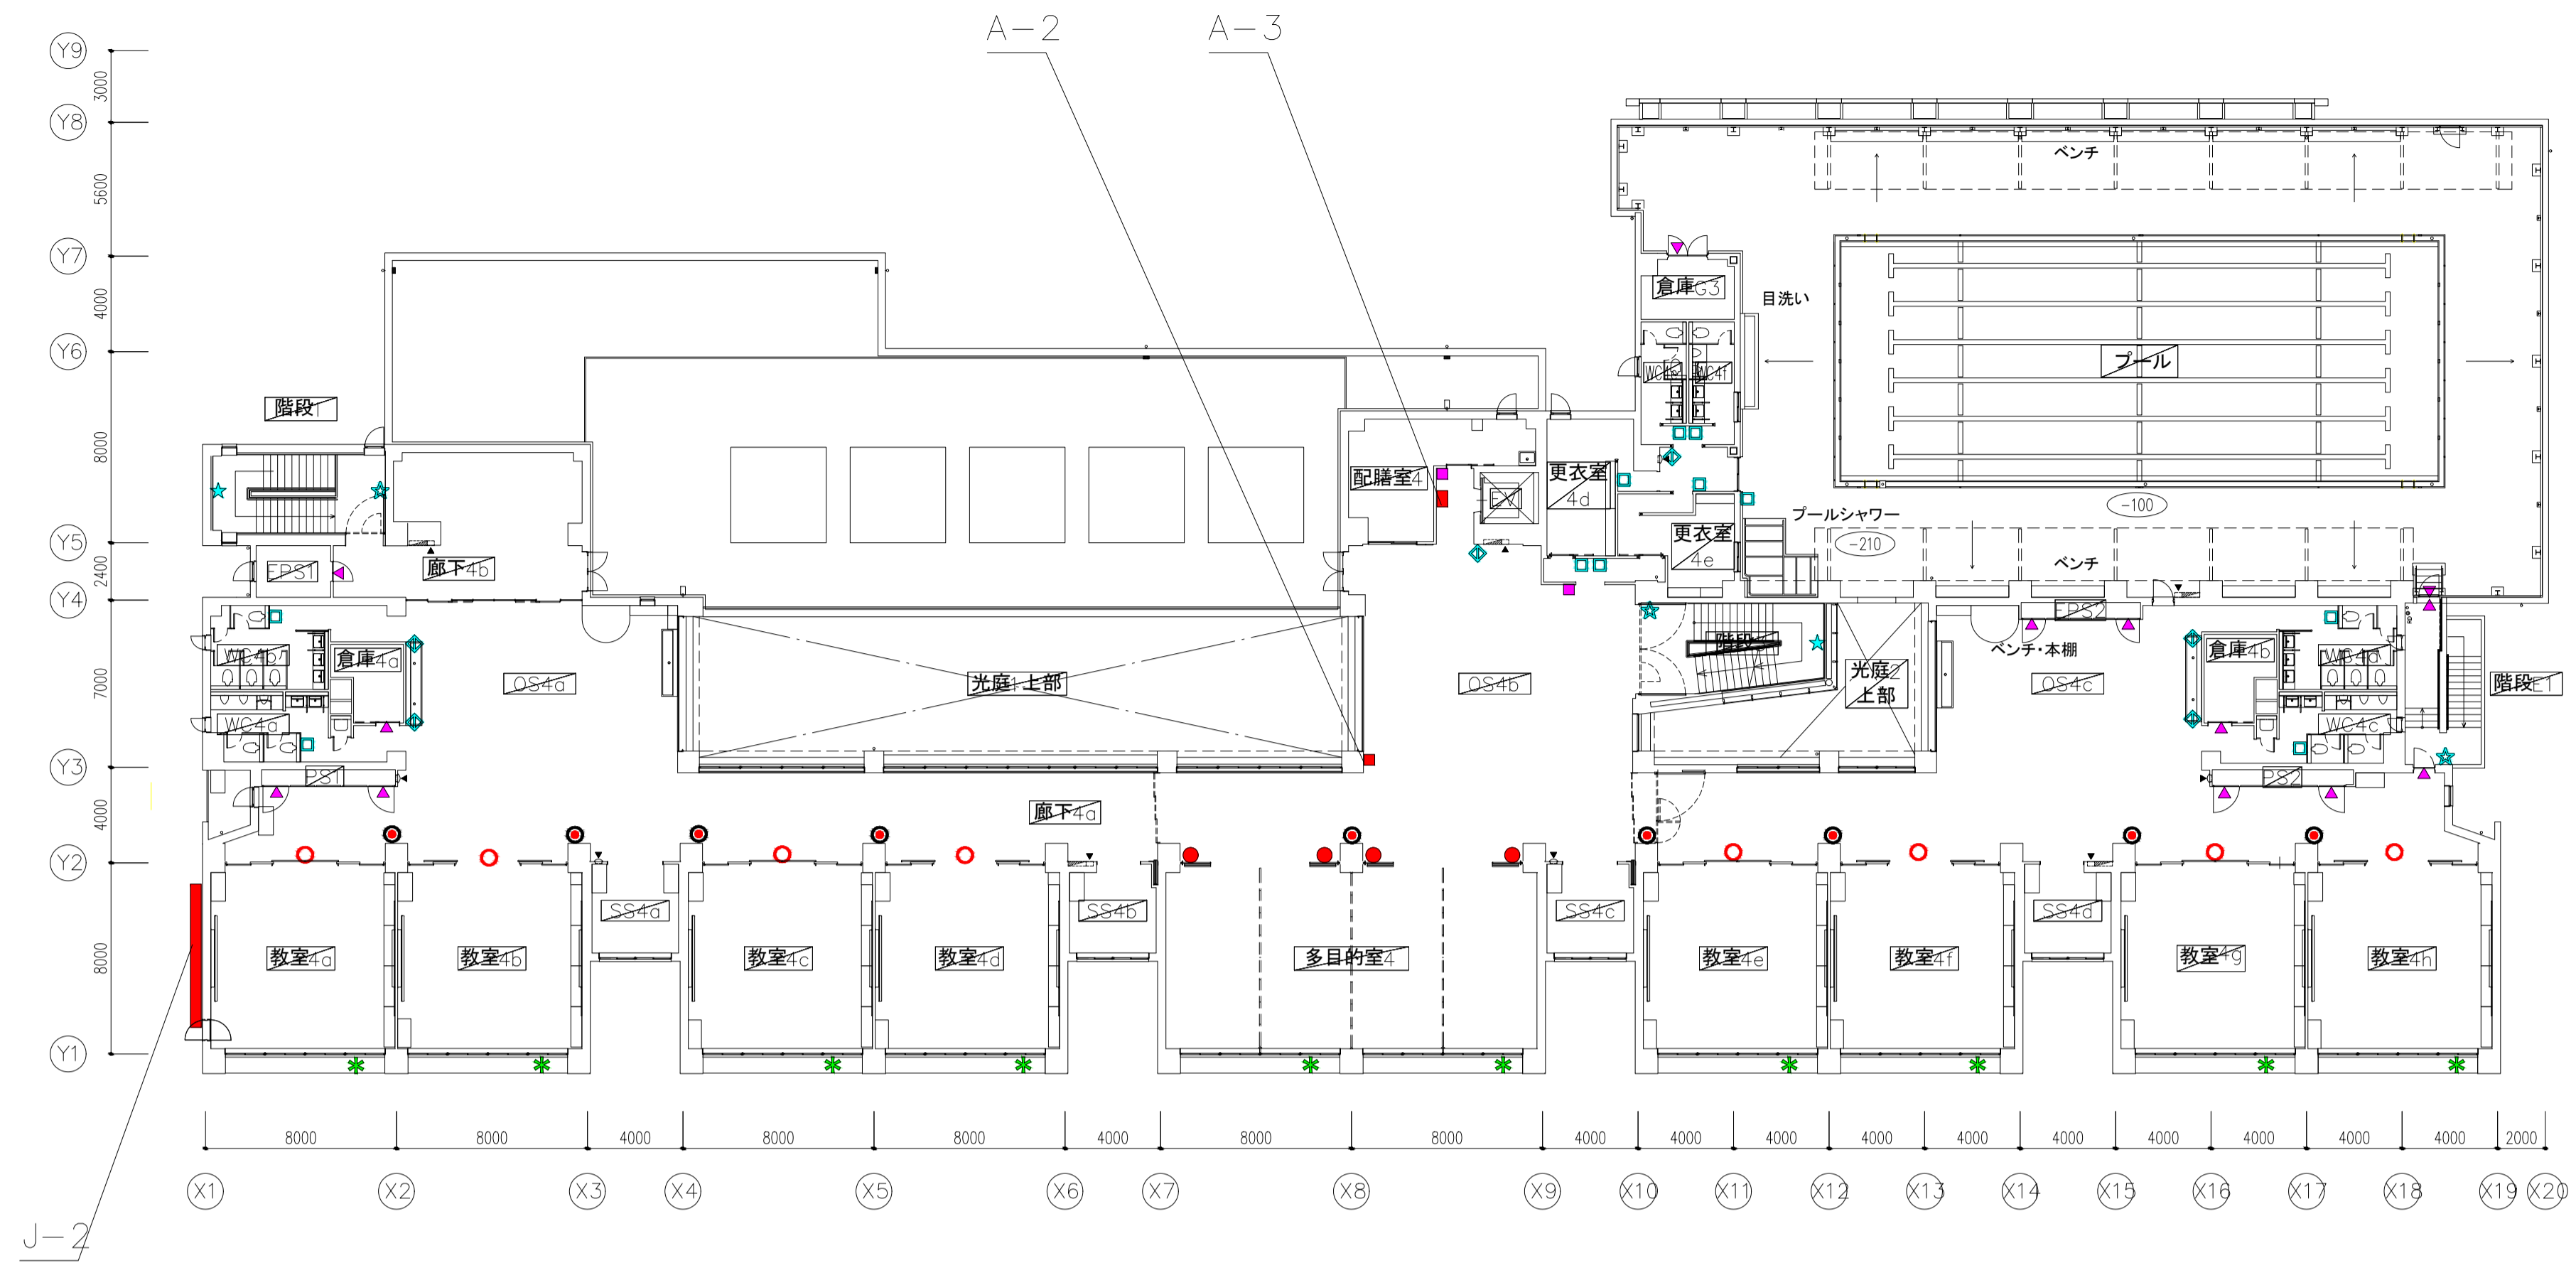 A-2
A-3
Y9
3000
Y8
5600
Y7
4000
Y6
8000
Y5
2400
Y4
7000
Y3
4000
Y2
8000
Y1
ベンチ
倉庫G3
目洗い
WC4e
WC4f
プール
階段1
配膳室4
EV
更衣室
4d
更衣室
4e
プールシャワー
-100
-210
ベンチ
EPS1
廊下4b
EPS2
WC4b
倉庫4a
OS4a
光庭1 上部
OS4b
階段
光庭2
上部
ベンチ・本棚
OS4c
倉庫4b
WC4d
RD
階段E1
WC4a
WC4c
PS1
PS2
廊下4a
SS4a
SS4b
SS4c
SS4d
教室4a
教室4b
教室4c
教室4d
多目的室4
教室4e
教室4f
教室4g
教室4h
8000
8000
4000
8000
8000
4000
8000
8000
4000
4000
4000
4000
4000
4000
4000
4000
4000
4000
2000
X1
X2
X3
X4
X5
X6
X7
X8
X9
X10
X11
X12
X13
X14
X15
X16
X17
X18
X19
X20
J-2